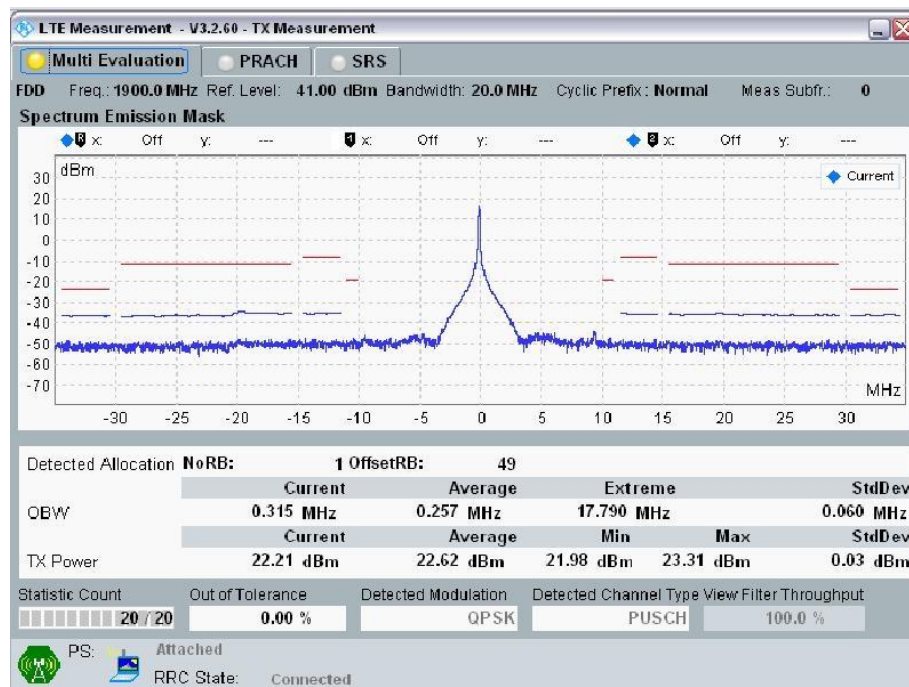 LTE Measurement - V3.2.60 - TX Measurement
Multi Evaluation PRACH SRS
FDD Freq.: 1900.0 MHz Ref. Level: 41.00 dBm Bandwidth: 20.0 MHz Cyclic Prefix: Normal Meas Subfr.: 0
Spectrum Emission Mask
R x: Off y: --- 1 x: Off y: --- 2 x: Off y: ---
dBm
Current
30
20
10
0
-10
-20
-30
-40
-50
-60
-70
MHz
-30 -25 -20 -15 -10 -5 0 5 10 15 20 25 30
Detected Allocation NoRB: 1 OffsetRB: 49
Current Average Extreme StdDev
OBW 0.315 MHz 0.257 MHz 17.790 MHz 0.060 MHz
Current Average Min Max StdDev
TX Power 22.21 dBm 22.62 dBm 21.98 dBm 23.31 dBm 0.03 dBm
Statistic Count Out of Tolerance Detected Modulation Detected Channel Type View Filter Throughput
20 / 20 0.00 % QPSK PUSCH 100.0 %
PS: Attached
RRC State: Connected